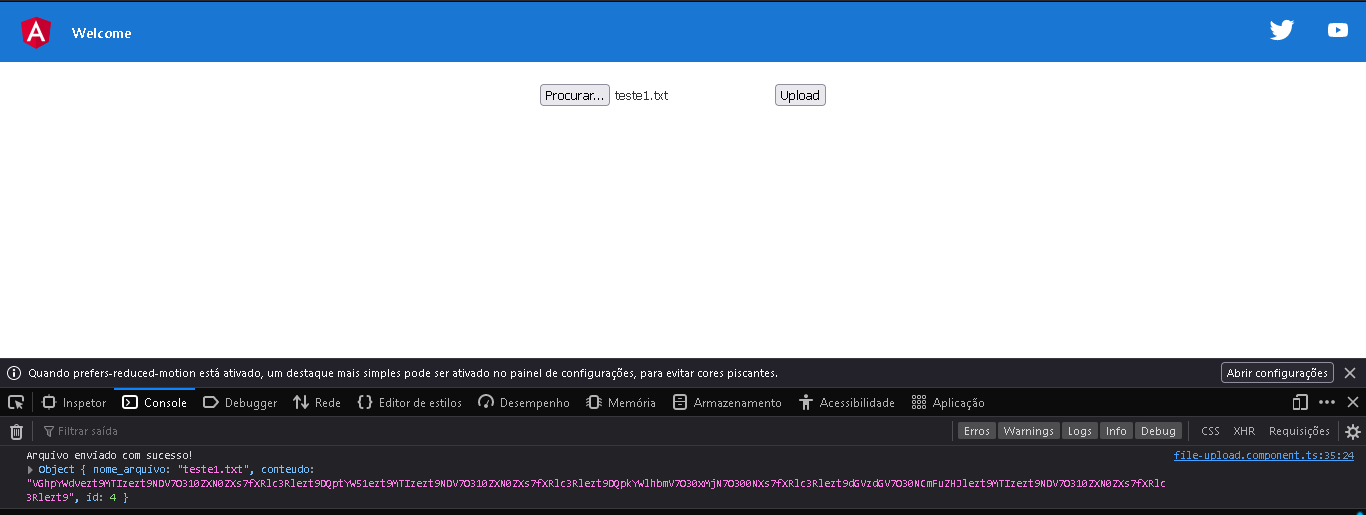 Welcome
Procurar... teste1.txt Upload
Quando prefers-reduced-motion está ativado, um destaque mais simples pode ser ativado no painel de configurações, para evitar cores piscantes. Abrir configurações
Inspetor Console Debugger Rede Editor de estilos Desempenho Memória Armazenamento Acessibilidade Aplicação
Filtrar saída Erros Warnings Logs Info Debug CSS XHR Requisições
Arquivo enviado com sucesso! file-upload.component.ts:35:24
Object { nome_arquivo: "teste1.txt", conteudo:
"VGhpYWdvezt9MTIzezt9NDV7O310ZXN0ZXs7fXRlc3Rlezt9DQptYW51ezt9MTIzezt9NDV7O310ZXN0ZXs7fXRlc3Rlezt9DQpkYWlhbmV7O30xMjN7O300NXs7fXRlc3Rlezt9dGVzdGV7O30NCmFuZHJlezt9MTIzezt9NDV7O310ZXN0ZXs7fXRlc
3Rlezt9", id: 4 }